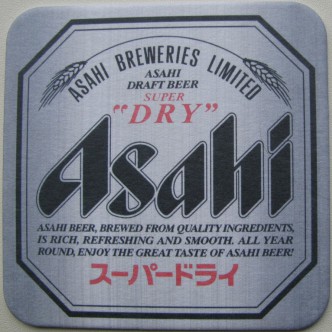 ASAHI BREWERIES LIMITED
ASAHI
DRAFT BEER
SUPER
"DRY"
Asahi
ASAHI BEER, BREWED FROM QUALITY INGREDIENTS,
IS RICH, REFRESHING AND SMOOTH. ALL YEAR
ROUND, ENJOY THE GREAT TASTE OF ASAHI BEER!
スーパードライ